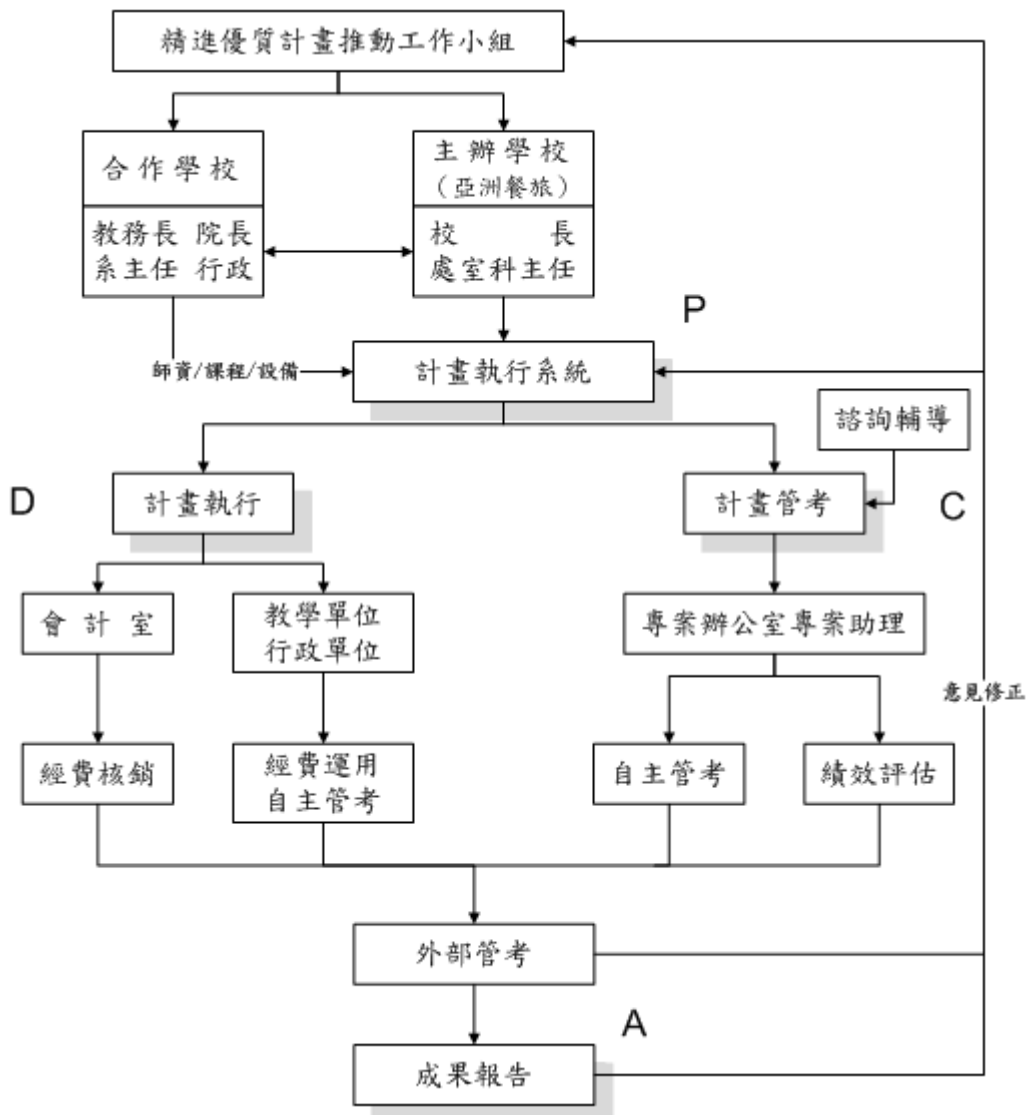 精進優質計畫推動工作小組
合作學校
主辦學校
（亞洲餐旅）
教務長 院長
系主任 行政
校 長
處室科主任
P
師資/課程/設備
計畫執行系統
諮詢輔導
D
計畫執行
計畫管考
C
會計室
教學單位
行政單位
專案辦公室專案助理
意見修正
經費核銷
經費運用
自主管考
自主管考
績效評估
外部管考
A
成果報告